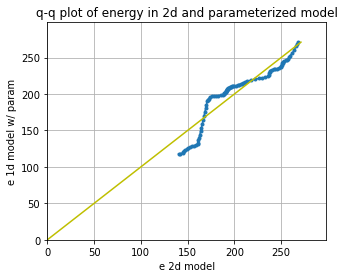 q-q plot of energy in 2d and parameterized model
e 1d model w/ param
250
200
150
100
50
0
0 50 100 150 200 250
e 2d model